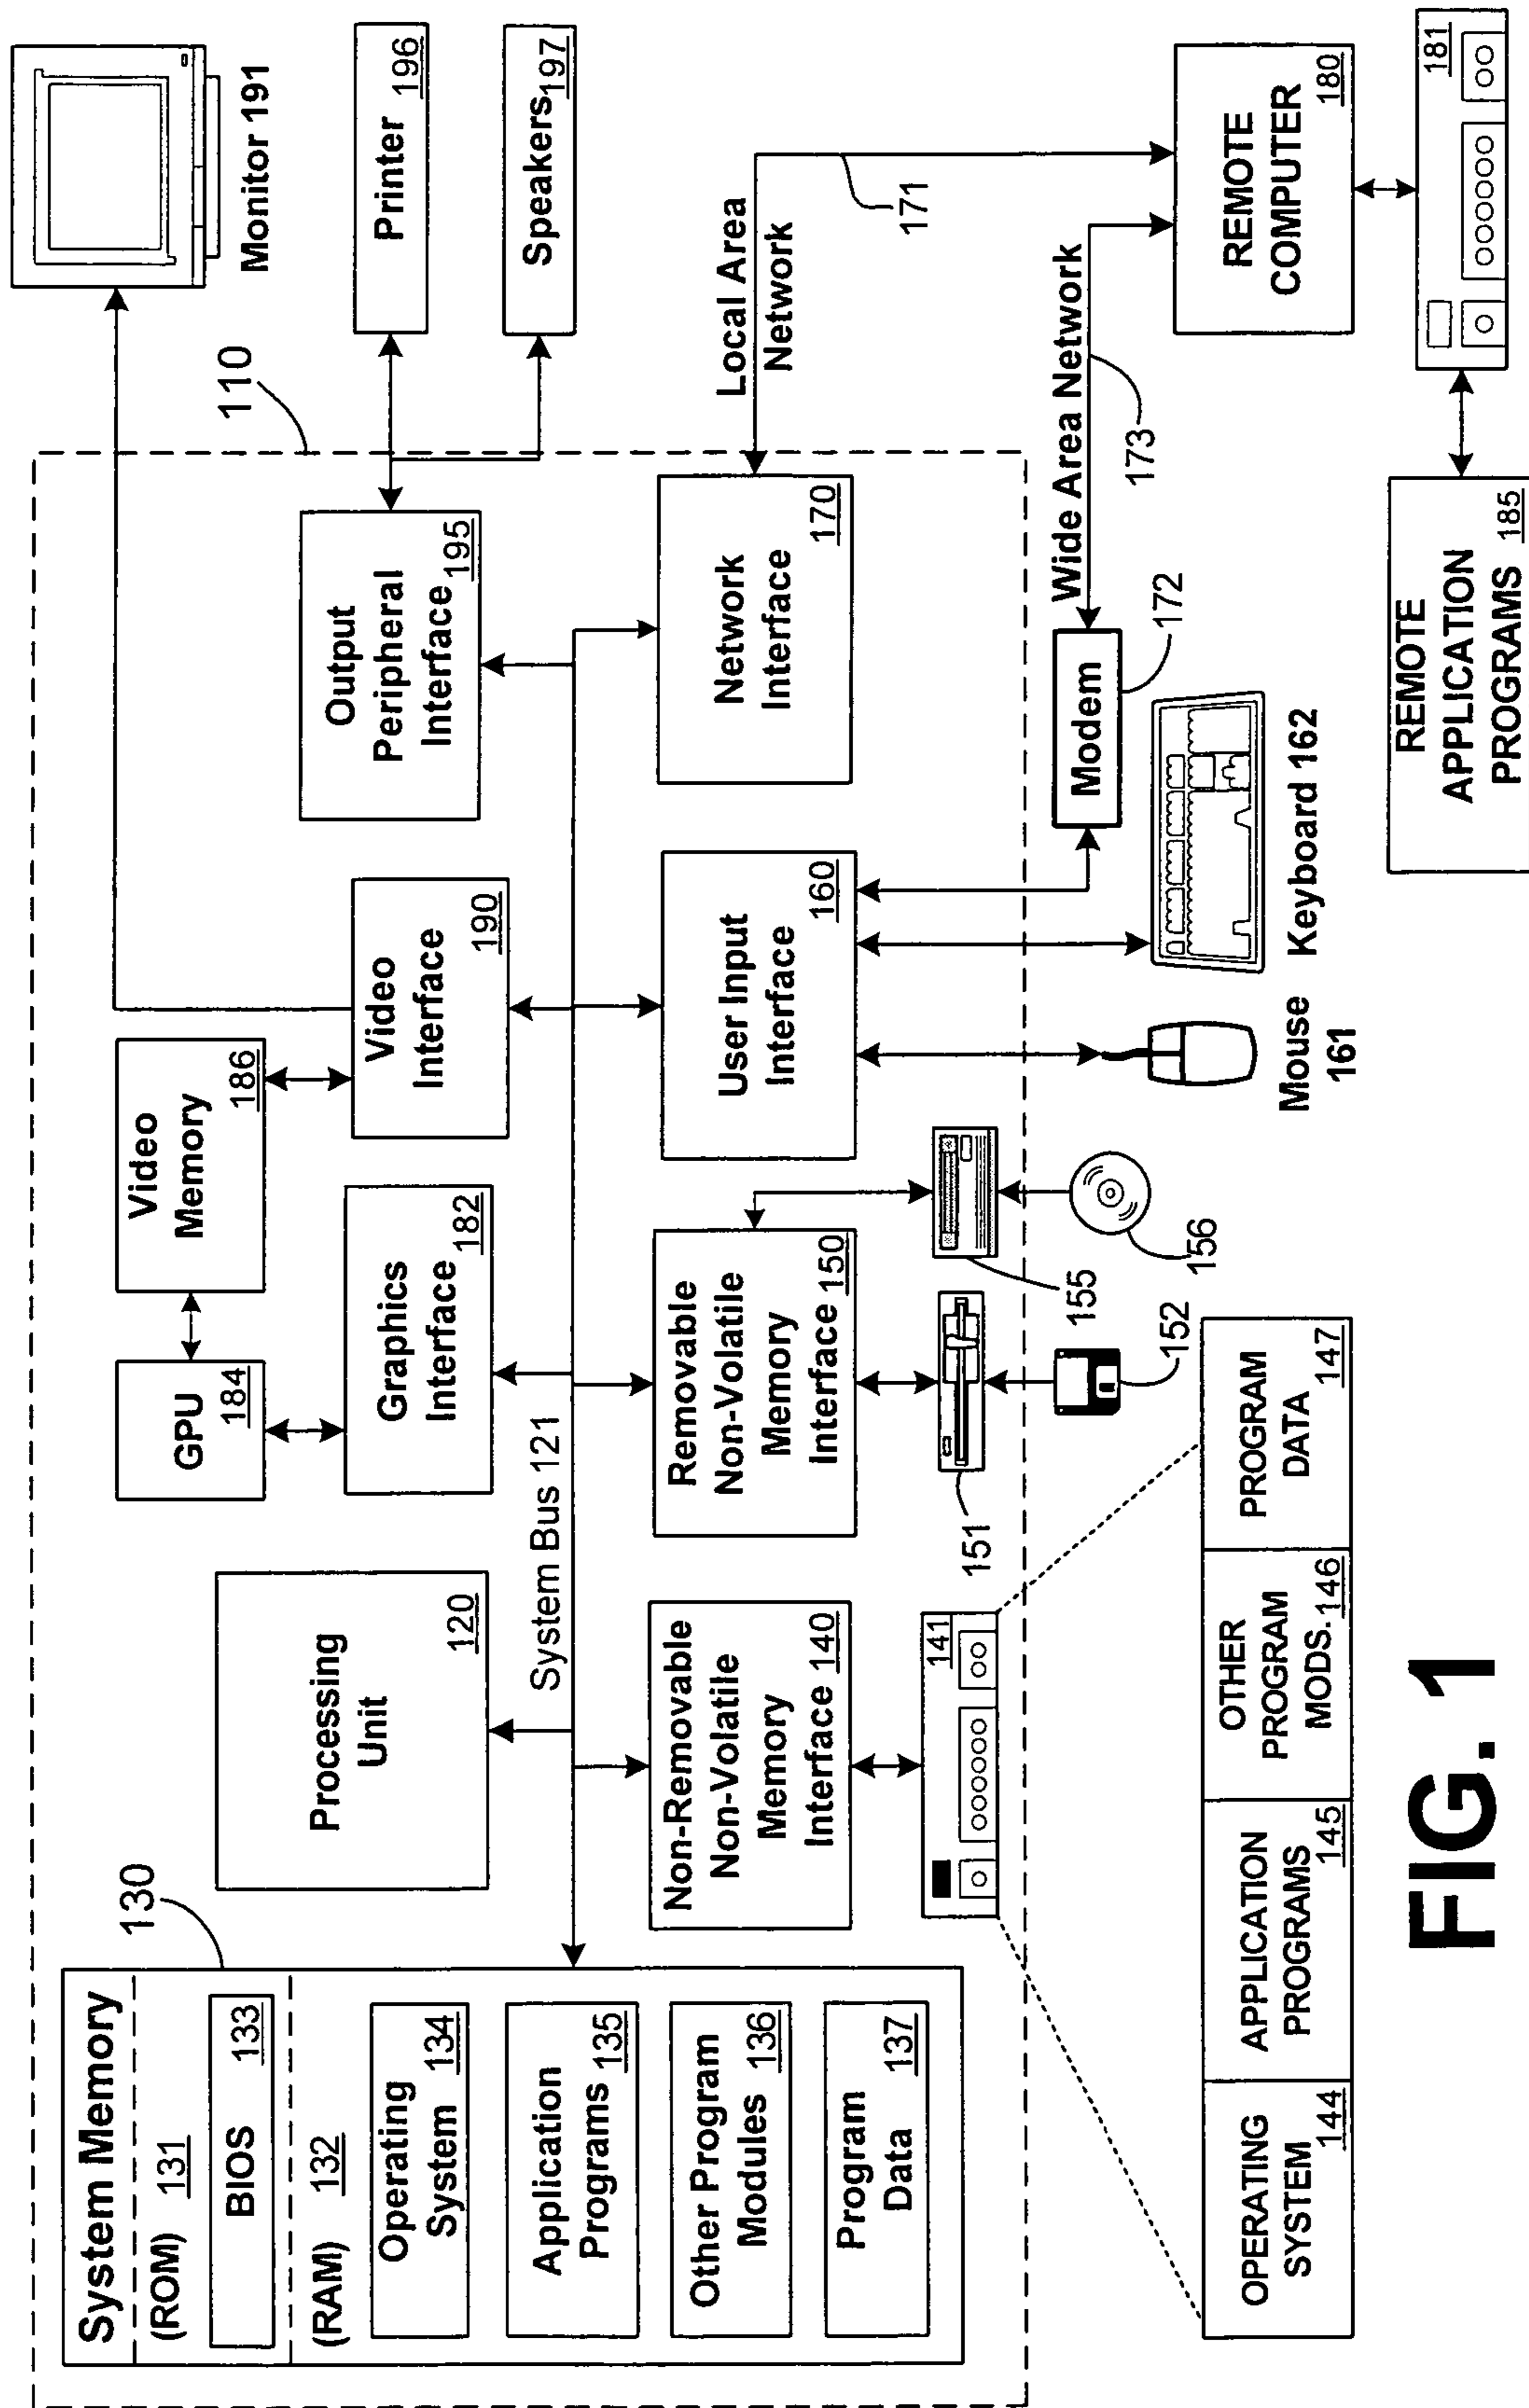 System Memory
(ROM) 131
BIOS 133
(RAM) 132
Operating
System 134
Application
Programs 135
Other Program
Modules 136
Program
Data 137
130
Processing
Unit
120
System Bus 121
GPU
184
Video
Memory
186
Graphics
Interface
182
Video
Interface
190
Output
Peripheral
Interface 195
110
Monitor 191
Printer
196
Speakers
197
Non-Removable
Non-Volatile
Memory
Interface 140
Removable
Non-Volatile
Memory
Interface 150
User Input
Interface
160
Network
Interface
170
Local Area
Network
171
141
151
152
155
156
Mouse
161
Keyboard 162
Modem
172
Wide Area Network
173
REMOTE
COMPUTER
180
181
REMOTE
APPLICATION
PROGRAMS 185
OPERATING
SYSTEM 144
APPLICATION
PROGRAMS 145
OTHER
PROGRAM
MODS. 146
PROGRAM
DATA 147
FIG. 1